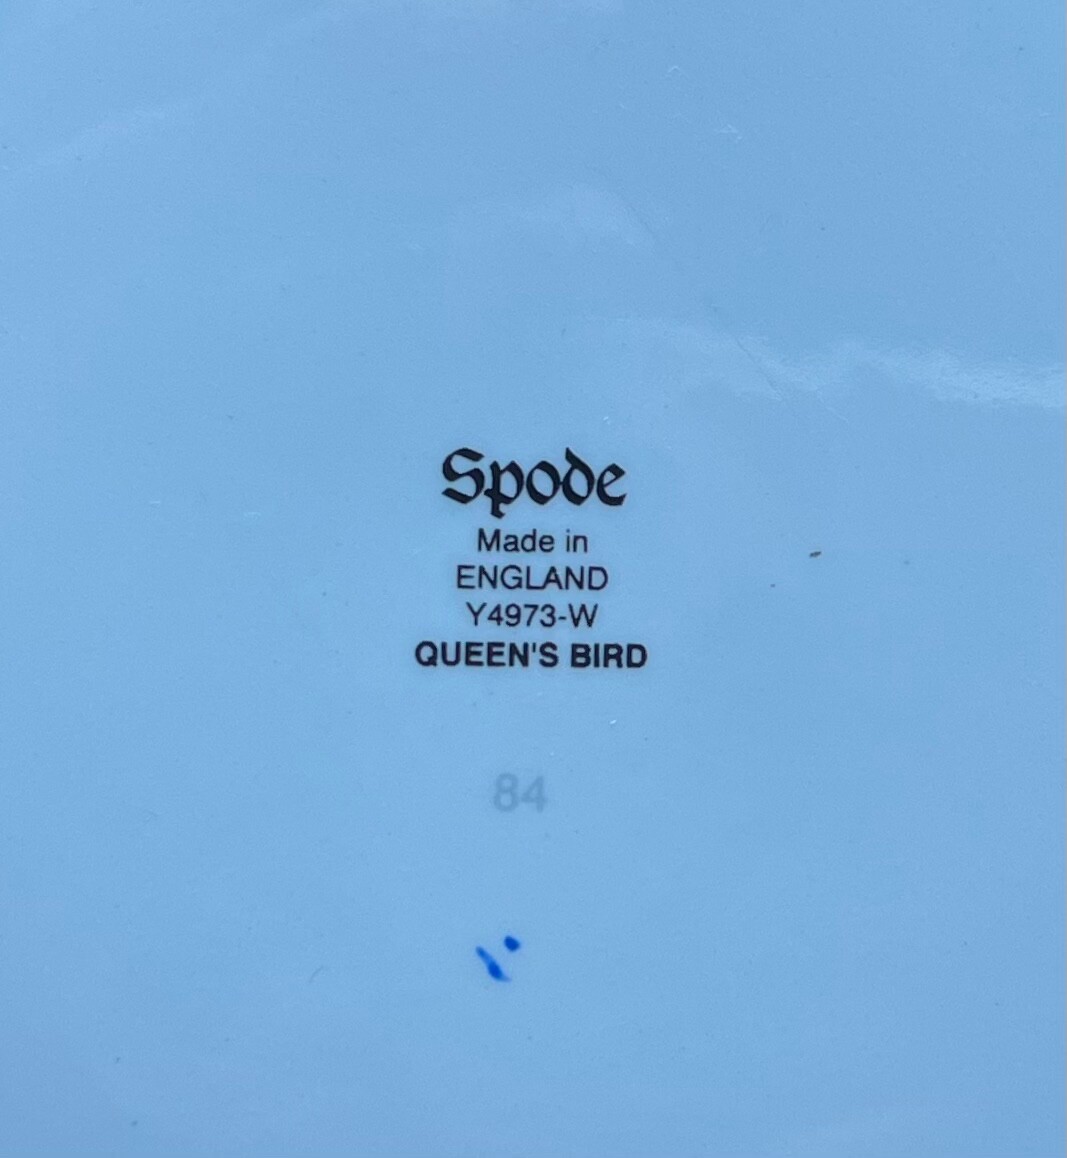 Spode
Made in
ENGLAND
Y4973-W
QUEEN'S BIRD
84